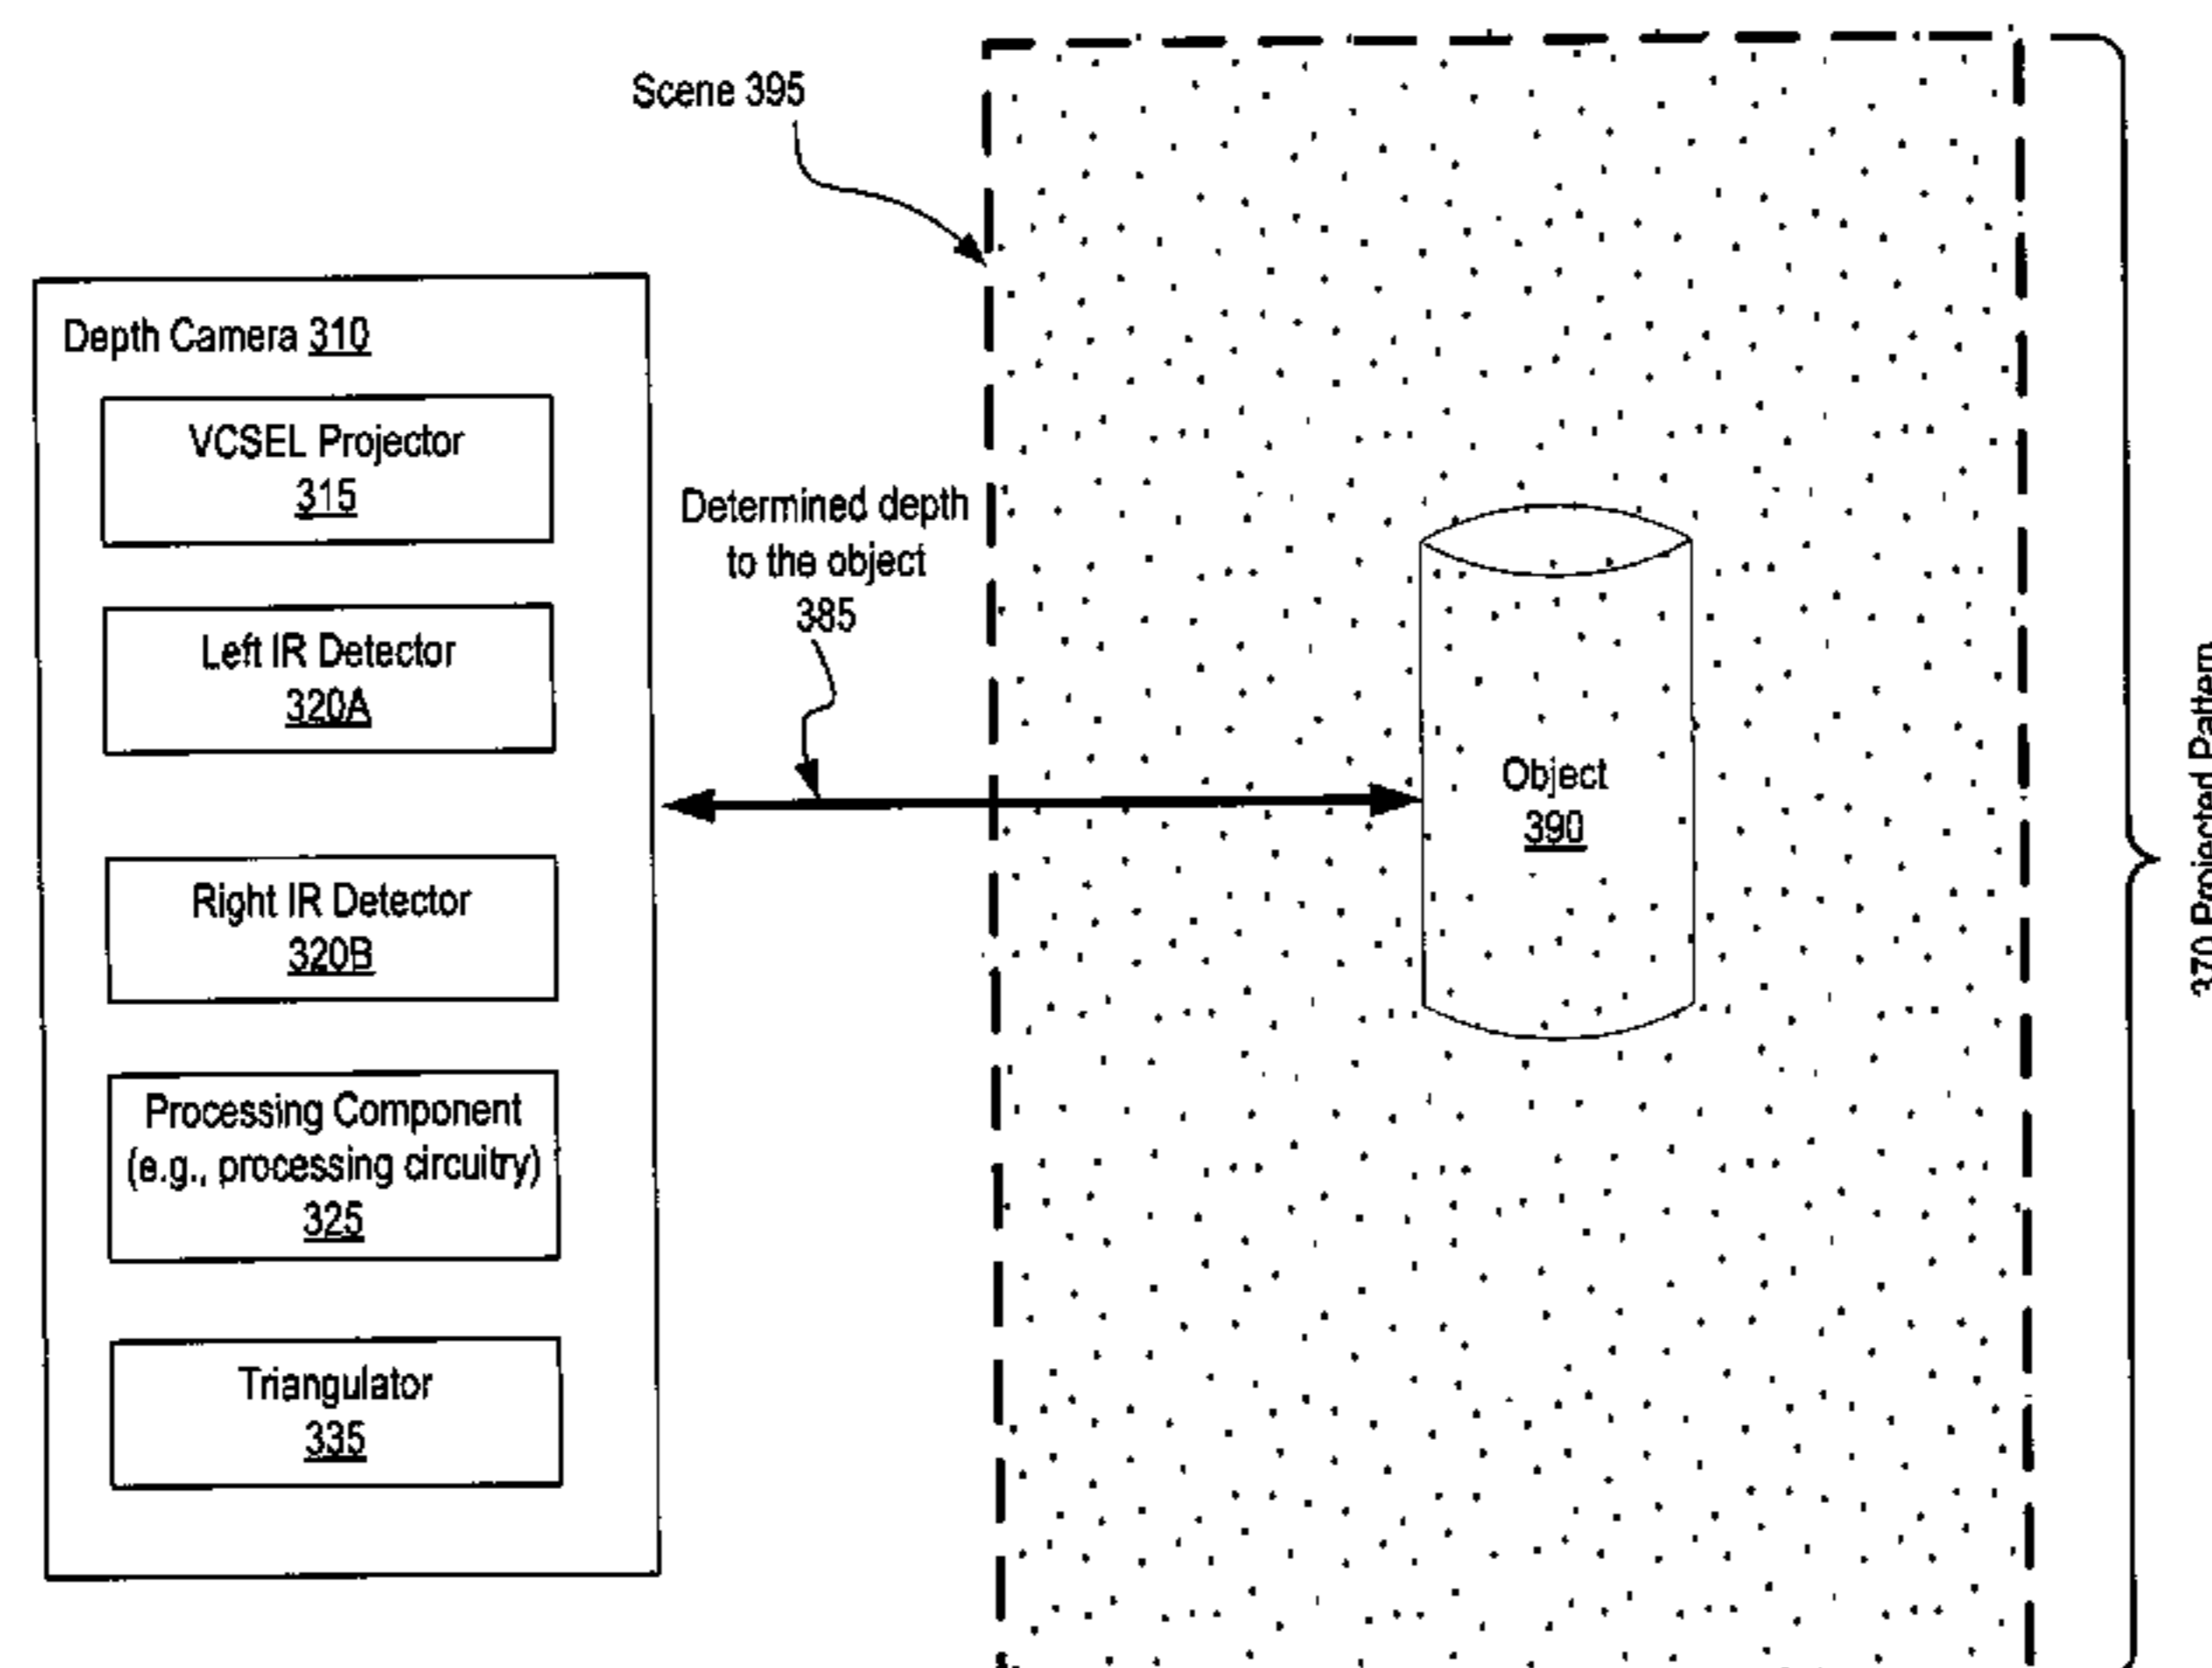 Scene 395
Depth Camera 310
VCSEL Projector
315
Left IR Detector
320A
Right IR Detector
320B
Processing Component
(e.g., processing circuitry)
325
Triangulator
335
Determined depth
to the object
385
Object
390
370 Projected Pattern